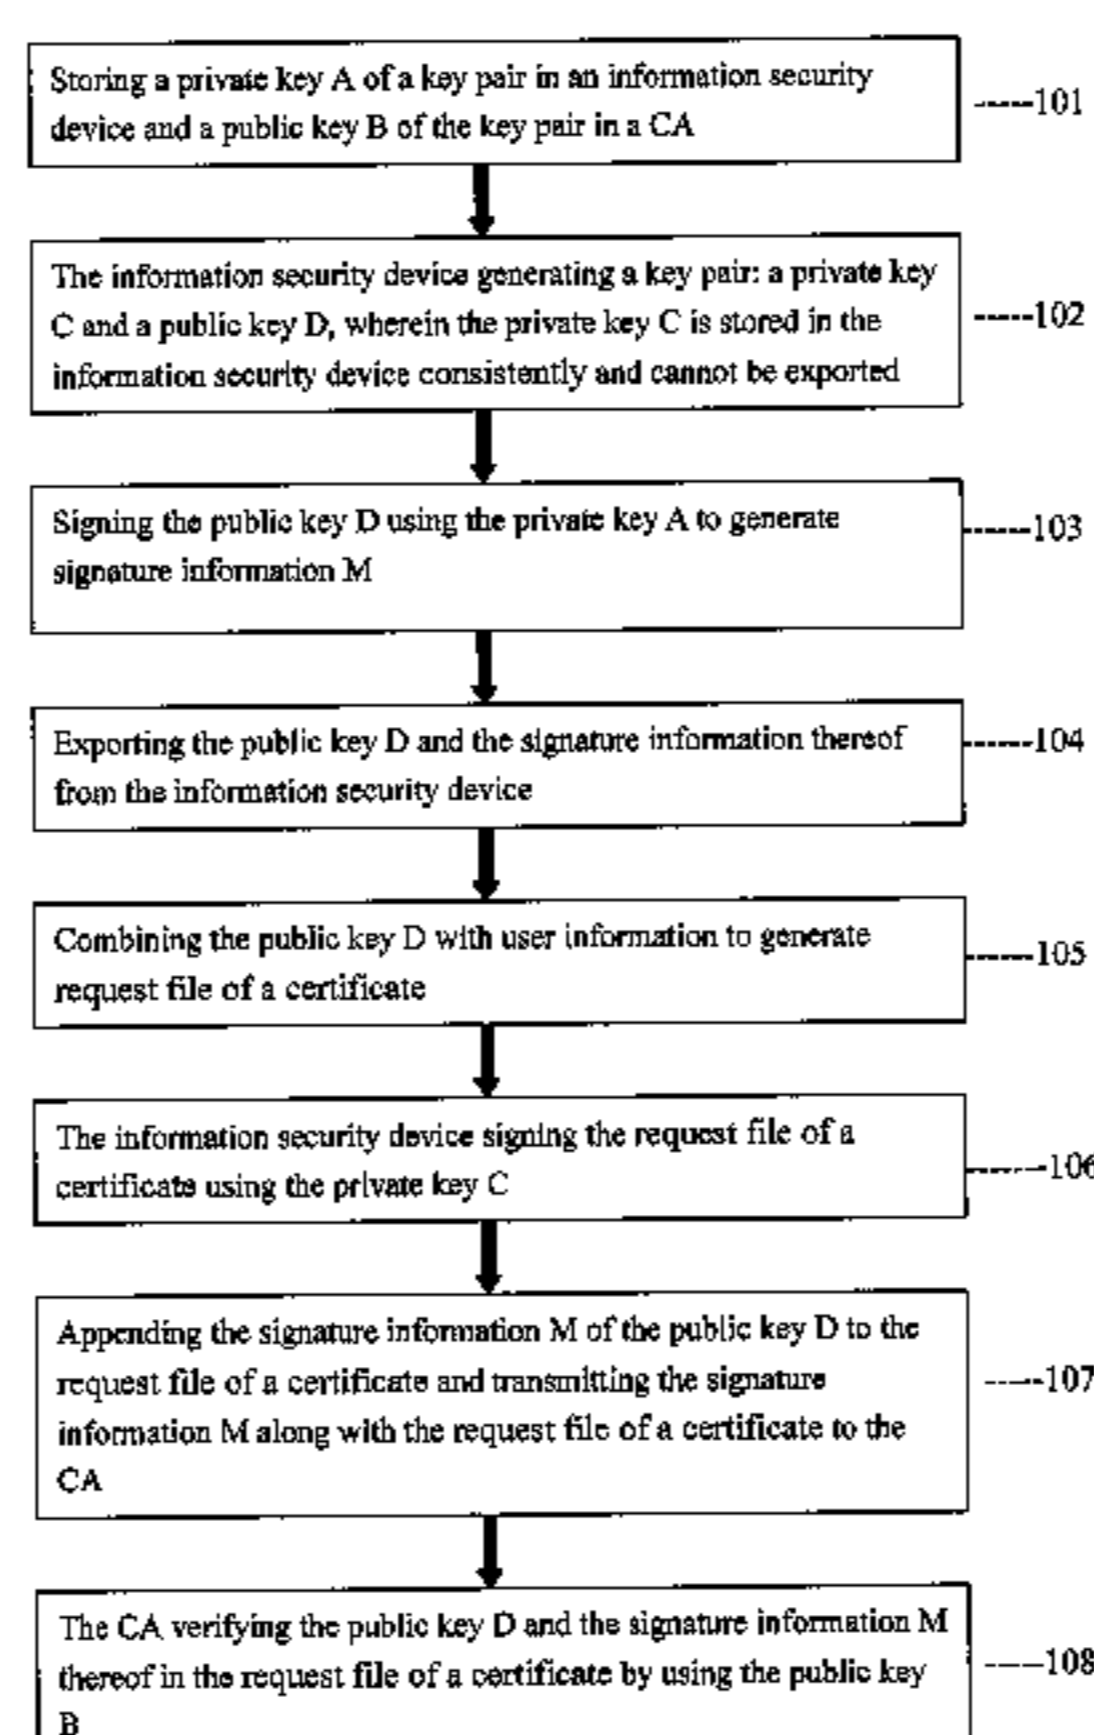 Storing a private key A of a key pair in an information security
device and a public key B of the key pair in a CA
101
The information security device generating a key pair: a private key
C and a public key D, wherein the private key C is stored in the
information security device consistently and cannot be exported
102
Signing the public key D using the private key A to generate
signature information M
103
Exporting the public key D and the signature information thereof
from the information security device
104
Combining the public key D with user information to generate
request file of a certificate
105
The information security device signing the request file of a
certificate using the private key C
106
Appending the signature information M of the public key D to the
request file of a certificate and transmitting the signature
information M along with the request file of a certificate to the
CA
107
The CA verifying the public key D and the signature information M
thereof in the request file of a certificate by using the public key
B
108